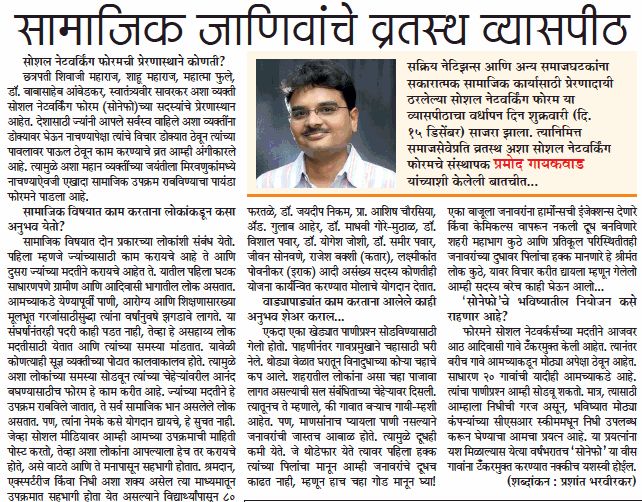 सामाजिक जाणिवांचे व्रतस्थ व्यासपीठ
सोशल नेटवर्किंग फोरमची प्रेरणास्थाने कोणती?
छत्रपती शिवाजी महाराज, शाहू महाराज, महात्मा फुले,
डॉ. बाबासाहेब आंबेडकर, स्वातंत्र्यवीर सावरकर अशा व्यक्ती
सोशल नेटवर्किंग फोरम (सोनेफो)च्या सदस्यांचे प्रेरणास्थान
आहेत. देशासाठी ज्यांनी आपले सर्वस्व वाहिले अशा व्यक्तींना
डोक्यावर घेऊन नाचण्यापेक्षा त्यांचे विचार डोक्यात ठेवून त्यांच्या
पावलावर पाऊल ठेवून काम करण्याचे व्रत आम्ही अंगीकारले
आहे. त्यामुळे अशा महान व्यक्तींच्या जयंतीला मिरवणुकांमध्ये
नाचण्याऐवजी एखादा सामाजिक उपक्रम राबविण्याचा पायंडा
फोरमने पाडला आहे.
सामाजिक विषयात काम करताना लोकांकडून कसा
अनुभव येतो?
सामाजिक विषयात दोन प्रकारच्या लोकांशी संबंध येतो.
पहिला म्हणजे ज्यांच्यासाठी काम करायचे आहे ते आणि
दुसरा ज्यांच्या मदतीने करायचे आहेत ते. यातील पहिला घटक
साधारणपणे ग्रामीण आणि आदिवासी भागातील लोक असतात.
आमच्याकडे येण्यापूर्वी पाणी, आरोग्य आणि शिक्षणासारख्या
मूलभूत गरजांसाठीसुद्धा त्यांना वर्षानुवर्षे झगडावे लागते. या
संघर्षानंतरही पदरी काही पडत नाही, तेव्हा हे असहाय्य लोक
मदतीसाठी येतात आणि त्यांच्या समस्या मांडतात. यावेळी
कोणत्याही सूज्ञ व्यक्तीच्या पोटात कालवाकालव होते. त्यामुळे
अशा लोकांच्या समस्या सोडवून त्यांच्या चेहऱ्यांवरील आनंद
बघण्यासाठीच फोरम हे काम करीत आहे. ज्यांच्या मदतीने हे
उपक्रम राबविले जातात, ते सर्व सामाजिक भान असलेले लोक
असतात. पण, त्यांना नेमके कसे योगदान द्यायचे, हे सुचत नाही.
जेव्हा सोशल मीडियावर आम्ही आमच्या उपक्रमाची माहिती
पोस्ट करतो, तेव्हा अशा लोकांना आपल्याला हेच तर करायचे
होते, असे वाटते आणि ते मनापासून सहभागी होतात. श्रमदान,
एक्स्पर्टीज किंवा निधी अशा शक्य असेल त्या माध्यमातून
उपक्रमात सहभागी होता येत असल्याने विद्यार्थ्यांपासून ८०
सक्रिय नेटिझन्स आणि अन्य समाजघटकांना
सकारात्मक सामाजिक कार्यासाठी प्रेरणादायी
ठरलेल्या सोशल नेटवर्किंग फोरम या
व्यासपीठाचा वर्धापन दिन शुक्रवारी (दि.
१५ डिसेंबर) साजरा झाला. त्यानिमित्त
समाजसेवेप्रति व्रतस्थ अशा सोशल नेटवर्किंग
फोरमचे संस्थापक प्रमोद गायकवाड
यांच्याशी केलेली बातचीत...
फरतळे, डॉ. जयदीप निकम, प्रा. आशिष चौरसिया,
अॅड. गुलाब आहेर, डॉ. माधवी गोरे-मुठाळ, डॉ.
विशाल पवार, डॉ. योगेश जोशी, डॉ. समीर पवार,
जीवन सोनवणे, राजेश बक्शी (कतार), लक्ष्मीकांत
पोवनीकर (इराक) आदी असंख्य सदस्य कोणतीही
योजना कार्यन्वित करण्यात मोलाचे योगदान देतात.
वाड्यापाड्यांत काम करताना आलेले काही
अनुभव शेअर कराल...
एकदा एका खेड्यात पाणीप्रश्न सोडविण्यासाठी
गेलो होतो. पाहणीनंतर गावप्रमुखाने चहासाठी घरी
नेलं. थोड्या वेळात घरातून विनादुधाच्या कोऱ्या चहाचे
कप आले. शहरातील लोकांना असा चहा पाजावा
लागत असल्याची सल संबंधिताच्या चेहेऱ्यावर दिसली.
त्यातूनच ते म्हणाले, की गावात बऱ्याच गायी-म्हशी
आहेत. पण, माणसांनाच प्यायला पाणी नसल्याने
जनावरांची जास्तच आबाळ होते. त्यामुळे दूधही
कमी येते. जे थोडेफार येते त्यावर पहिला हक्क
त्यांच्या पिलांचा मानून आम्ही जनावरांचे दूधच
काढत नाही, म्हणून हाच चहा गोड मानून घ्या!
एका बाजूला जनावरांना हार्मोन्सची इंजेक्शन्स देणारे
किंवा केमिकल्स वापरून नकली दूध बनविणारे
शहरी महाभाग कुठे आणि प्रतिकूल परिस्थितीतही
जनावरांच्या दुधावर पिलांचा हक्क मानणारे हे श्रीमंत
लोक कुठे, यावर विचार करीत द्यायला म्हणून गेलेलो
आम्ही सदस्य बरेच काही घेऊन आलो...
‘सोनेफो’चे भविष्यातील नियोजन कसे
राहणार आहे?
फोरमने सोशल नेटवर्कर्सच्या मदतीने आजवर
आठ आदिवासी गावे टँकरमुक्त केली आहेत. त्यानंतर
बरीच गावे आमच्याकडून मोठ्या अपेक्षा ठेवून आहेत.
साधारण २० गावांची यादीही आमच्याकडे आहे.
त्यांचा पाणीप्रश्न आम्ही सोडवू शकतो. मात्र, त्यासाठी
आम्हाला निधीची गरज असून, भविष्यात मोठ्या
कंपन्यांच्या सीएसआर स्कीममधून निधी उपलब्ध
करून घेण्याचा आमचा प्रयत्न आहे. या प्रयत्नांना
यश मिळाल्यास येत्या वर्षभरातच ‘सोनेफो’ या वीस
गावांना टँकरमुक्त करण्यात नक्कीच यशस्वी होईल.
(शब्दांकन : प्रशांत भरवीरकर)